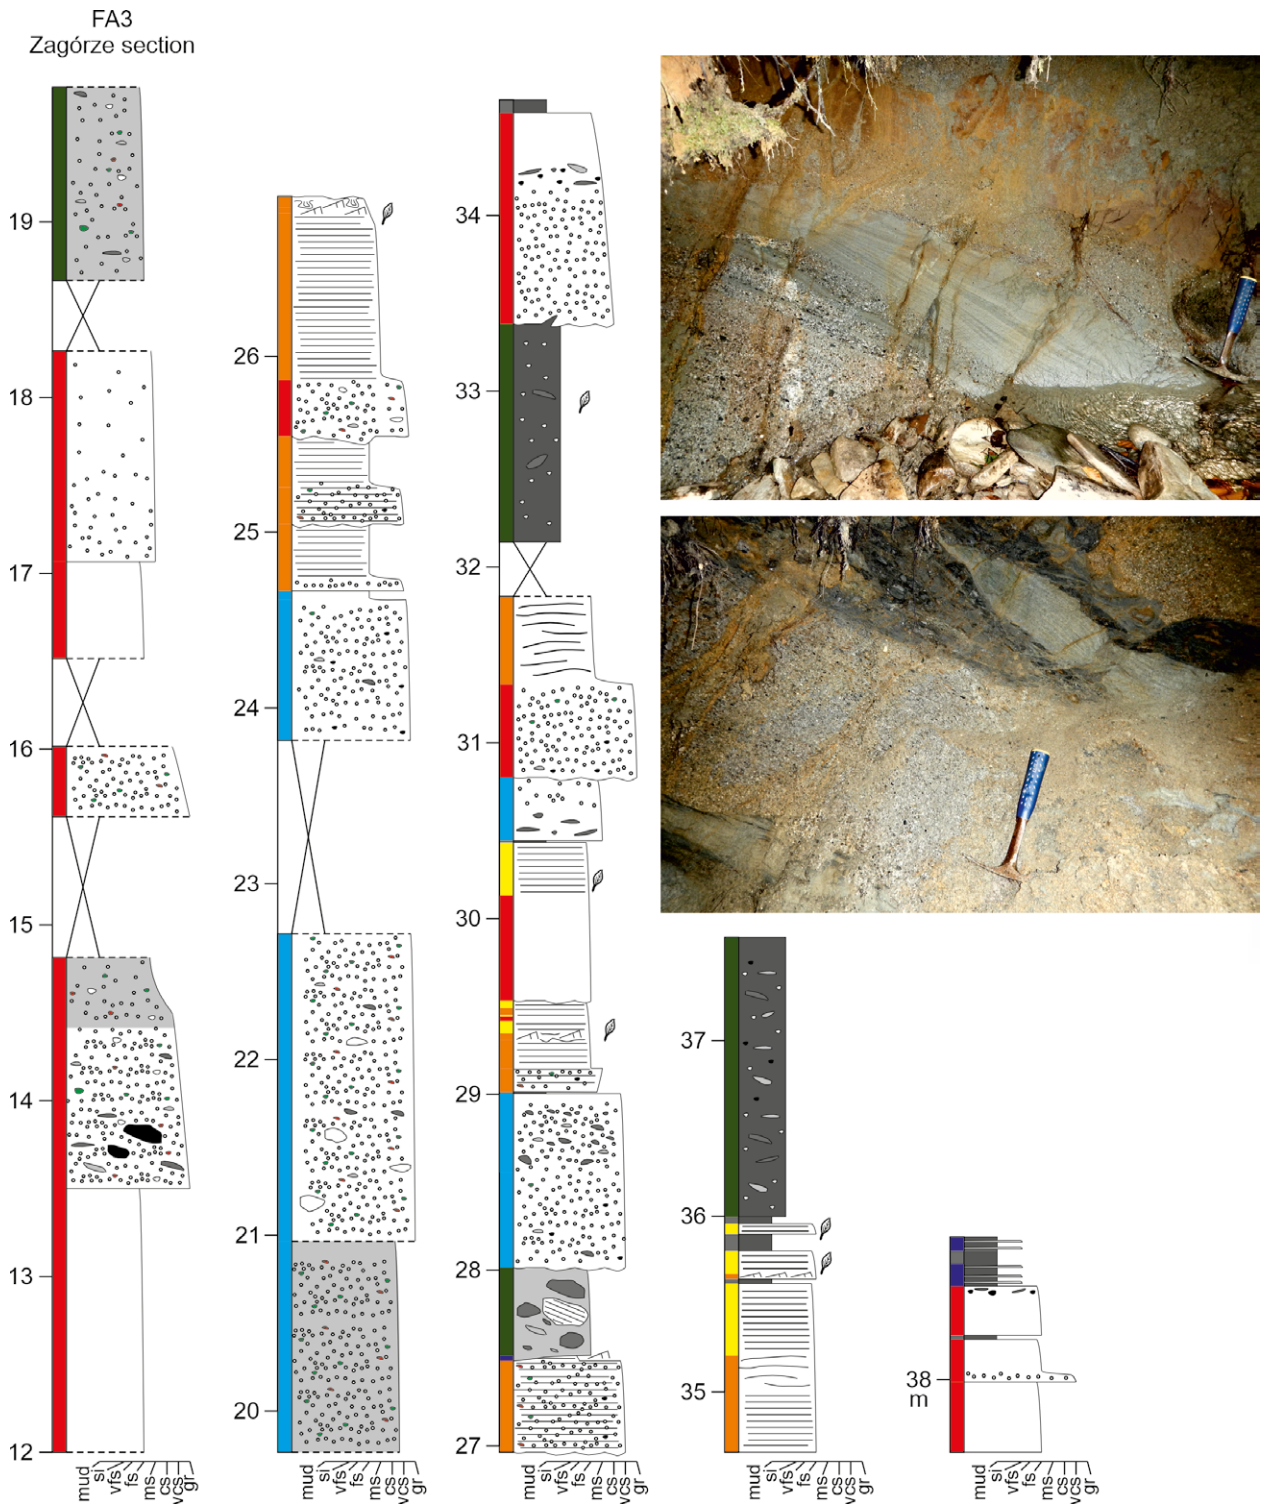 FA3
Zagórze section
19
18
17
16
15
14
13
12
mud
si
vfs
fs
ms
cs
vcs
gr
26
25
24
23
22
21
20
mud
si
vfs
fs
ms
cs
vcs
gr
34
33
32
31
30
29
28
27
mud
si
vfs
fs
ms
cs
vcs
gr
37
36
35
mud
si
vfs
fs
ms
cs
vcs
gr
38
m
mud
si
vfs
fs
ms
cs
vcs
gr